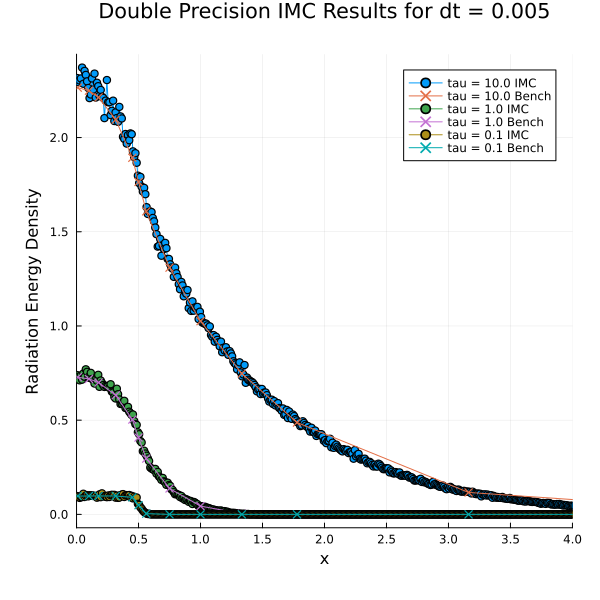 Double Precision IMC Results for dt = 0.005
tau = 10.0 IMC
tau = 10.0 Bench
tau = 1.0 IMC
tau = 1.0 Bench
tau = 0.1 IMC
tau = 0.1 Bench
Radiation Energy Density
2.0
1.5
1.0
0.5
0.0
0.0 0.5 1.0 1.5 2.0 2.5 3.0 3.5 4.0
x